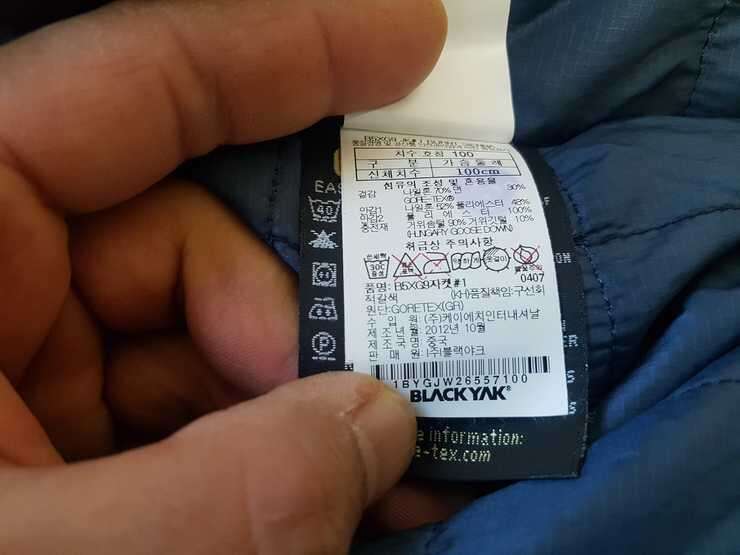 치수호칭 100
구 분 가슴둘레
신체치수 100cm
섬유의 조성 및 혼용율
겉감 나일론 70% 면 30%
GORE-TEX®
안감1 나일론 52% 폴리에스터 48%
안감2 폴 리 에 스 터 100%
충전재 거위솜털 90% 거위깃털 10%
(HUNGARY GOOSE DOWN)
취급상 주의사항
40
30℃
0407
품명: B5XG9자켓#1
적갈색 (KH)품질책임:구선회
원단:GORETEX(GR)
수 입 원: (주)케이에치인터내셔날
제조년월: 2012년 10월
제조국명: 중국
판 매 원: (주)블랙야크
1BYGJW26557100
BLACKYAK®
e information:
e-tex.com
EAS
P